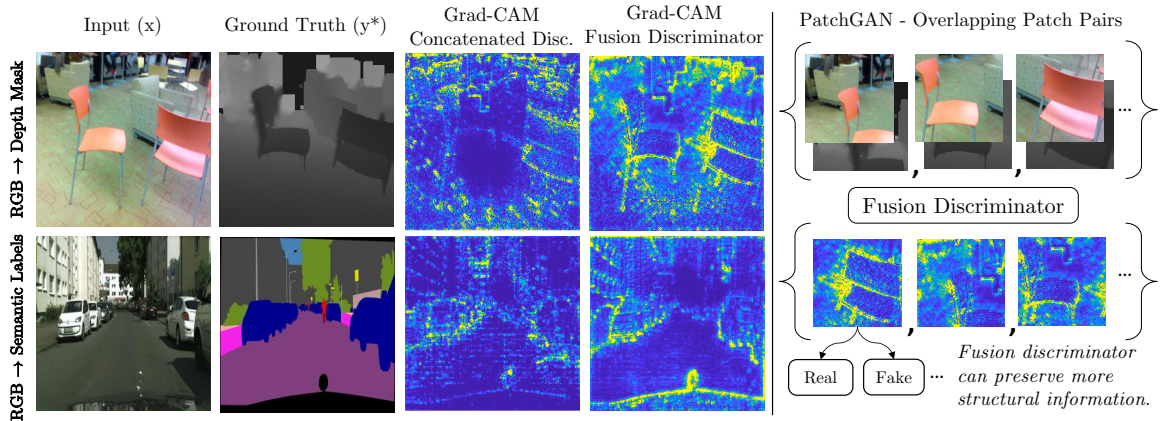 Input (x)
Ground Truth (y*)
Grad-CAM
Concatenated Disc.
Grad-CAM
Fusion Discriminator
PatchGAN - Overlapping Patch Pairs
RGB → Depth Mask
RGB → Semantic Labels
...
, ,
Fusion Discriminator
...
, ,
Real
Fake
...
Fusion discriminator
can preserve more
structural information.